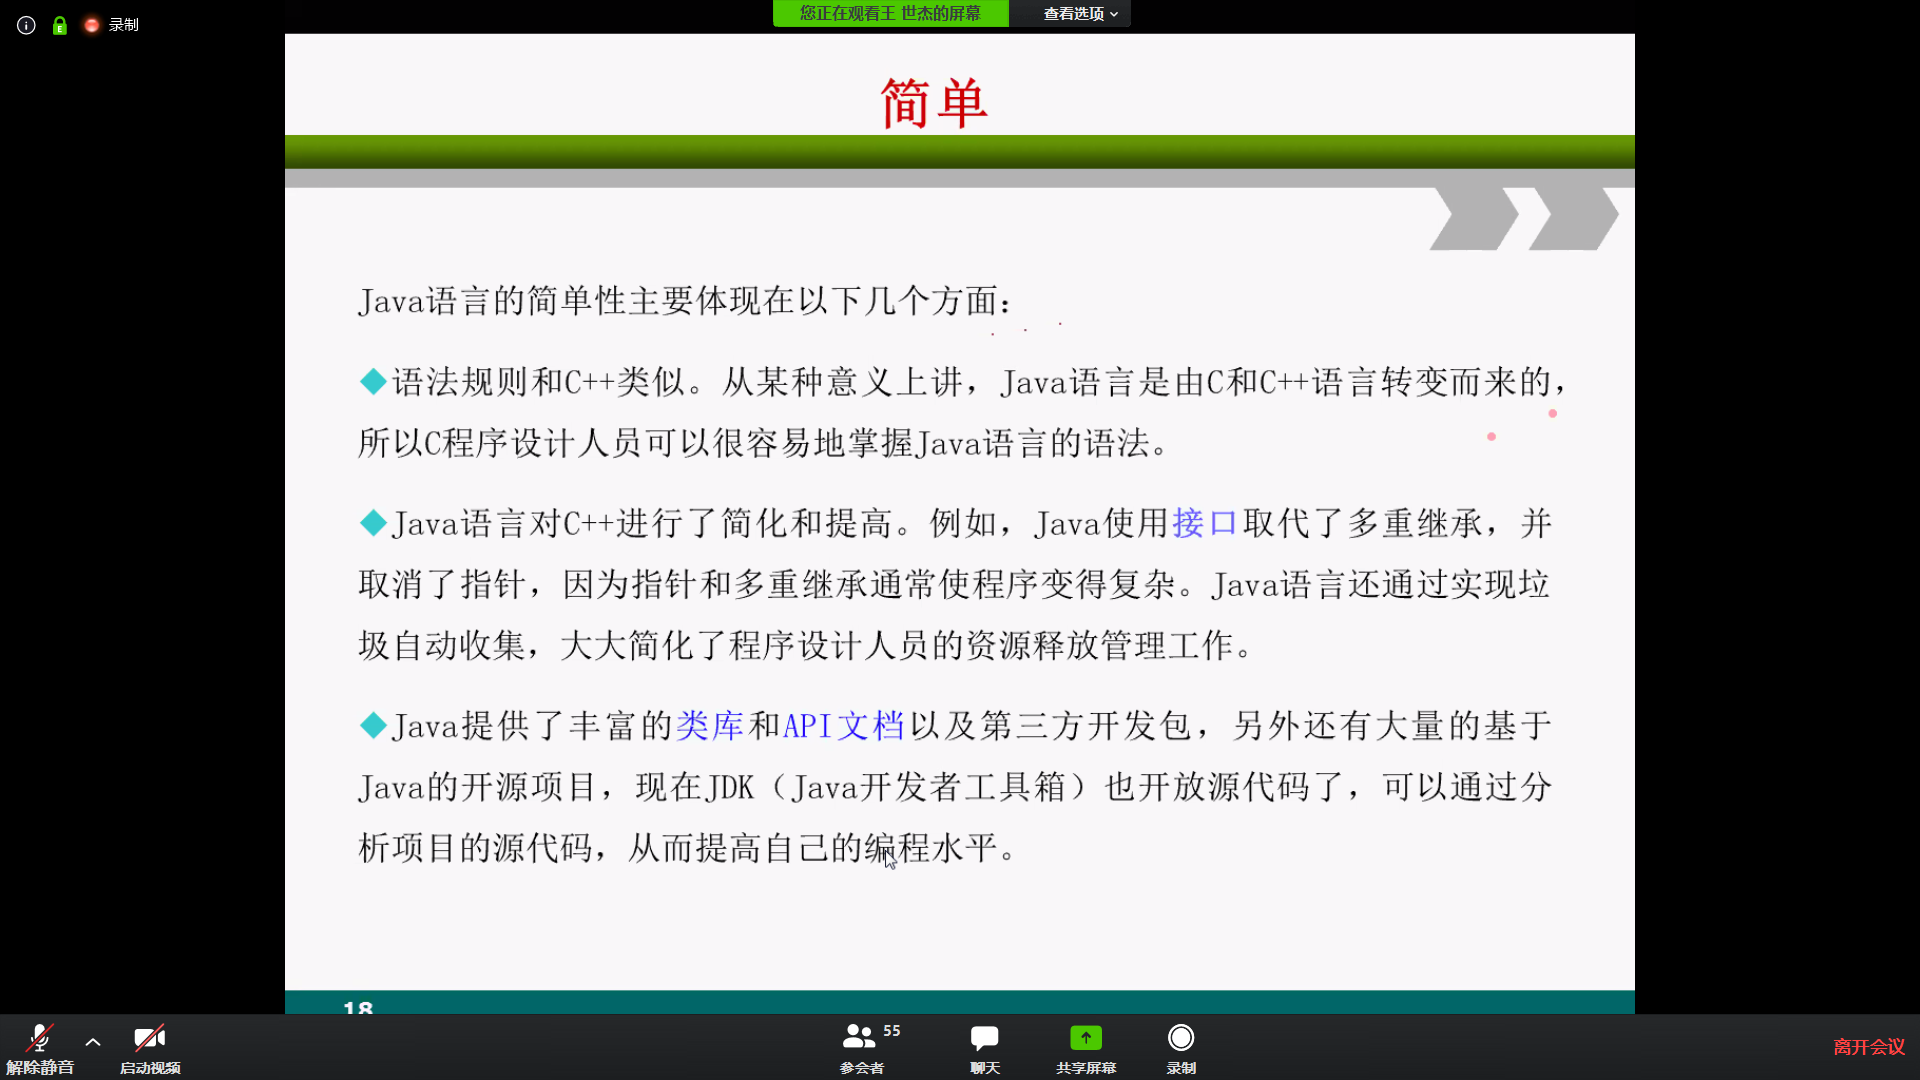 录制
您正在观看王 世杰的屏幕
查看选项
简单
Java语言的简单性主要体现在以下几个方面：
◆语法规则和C++类似。从某种意义上讲，Java语言是由C和C++语言转变而来的，
所以C程序设计人员可以很容易地掌握Java语言的语法。
◆Java语言对C++进行了简化和提高。例如，Java使用接口取代了多重继承，并
取消了指针，因为指针和多重继承通常使程序变得复杂。Java语言还通过实现垃
圾自动收集，大大简化了程序设计人员的资源释放管理工作。
◆Java提供了丰富的类库和API文档以及第三方开发包，另外还有大量的基于
Java的开源项目，现在JDK（Java开发者工具箱）也开放源代码了，可以通过分
析项目的源代码，从而提高自己的编程水平。
18
解除静音
启动视频
参会者 55
聊天
共享屏幕
录制
离开会议